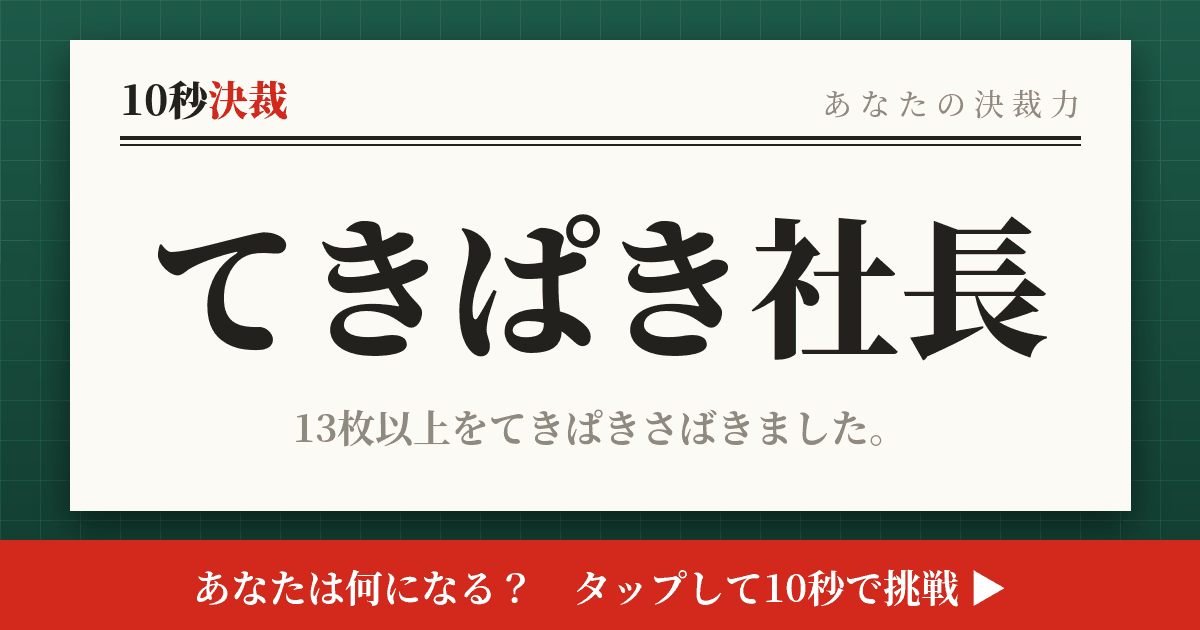 10秒決裁
あなたの決裁力
てきぱき社長
13枚以上をてきぱきさばきました。
あなたは何になる？　タップして10秒で挑戦 ▶